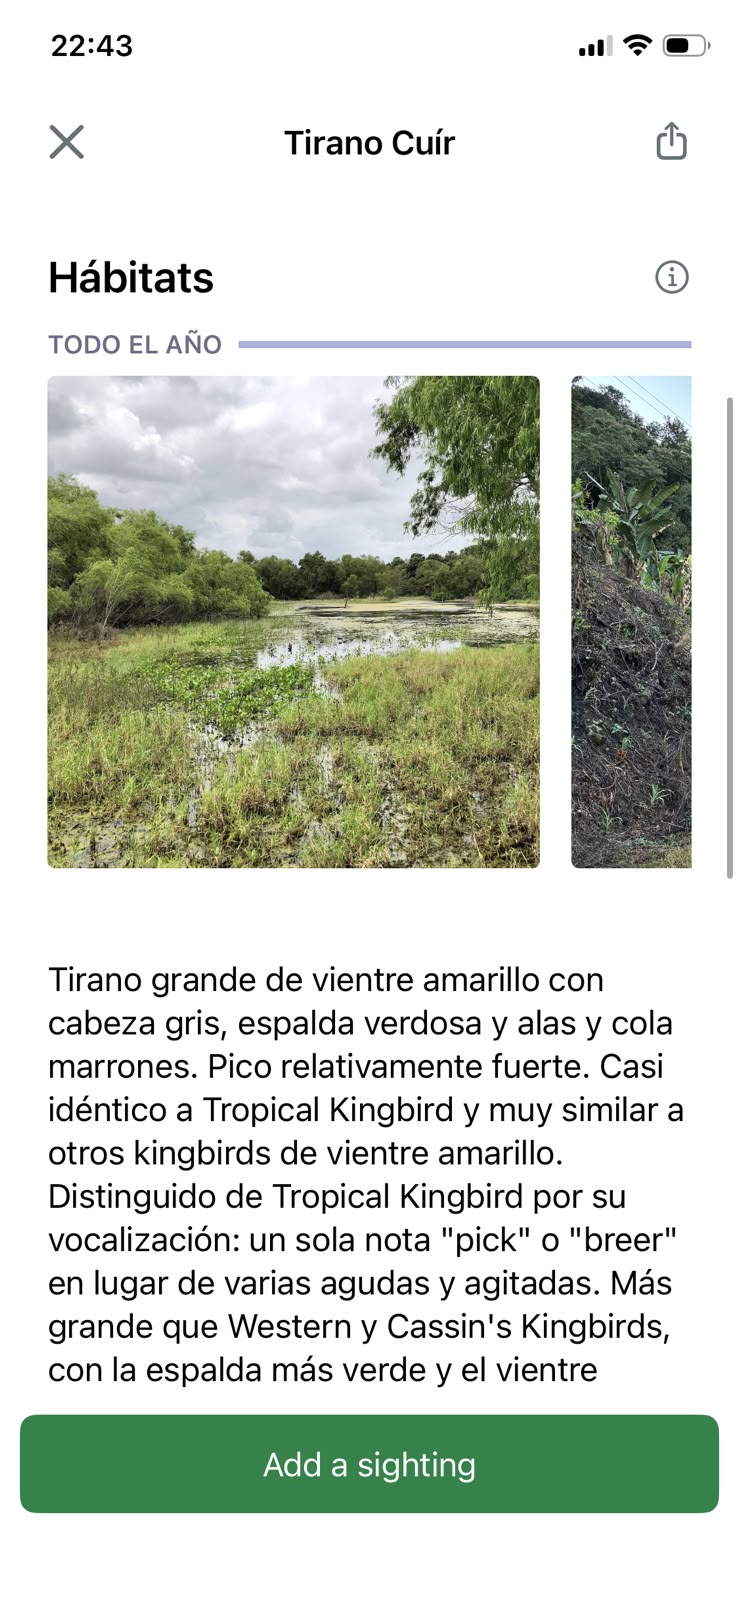 22:43
Tirano Cuír
Hábitats
TODO EL AÑO
Tirano grande de vientre amarillo con
cabeza gris, espalda verdosa y alas y cola
marrones. Pico relativamente fuerte. Casi
idéntico a Tropical Kingbird y muy similar a
otros kingbirds de vientre amarillo.
Distinguido de Tropical Kingbird por su
vocalización: un sola nota "pick" o "breer"
en lugar de varias agudas y agitadas. Más
grande que Western y Cassin's Kingbirds,
con la espalda más verde y el vientre
Add a sighting